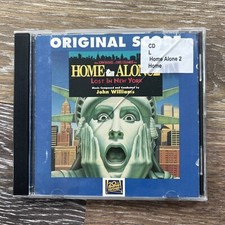 ORIGINAL SCORE
CD
L
Home Alone 2
Home
HOME ALONE
LOST IN NEW YORK
Music Composed and Conducted by
John Williams
20